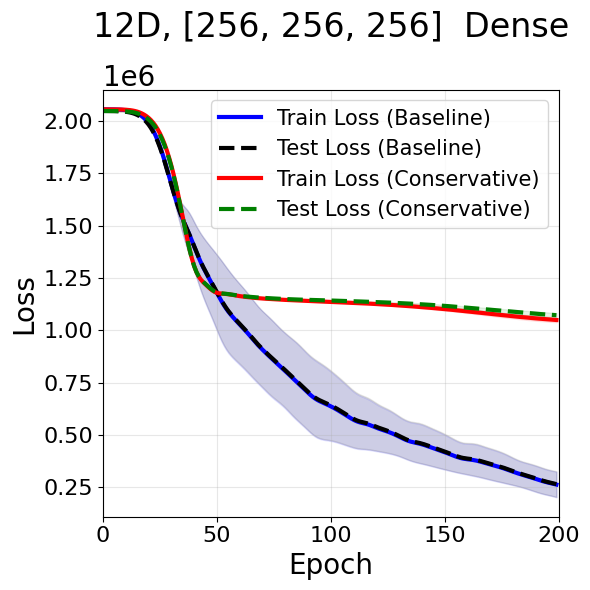 12D, [256, 256, 256]  Dense
1e6
Train Loss (Baseline)
Test Loss (Baseline)
Train Loss (Conservative)
Test Loss (Conservative)
2.00
1.75
1.50
1.25
1.00
0.75
0.50
0.25
Loss
0
50
100
150
200
Epoch